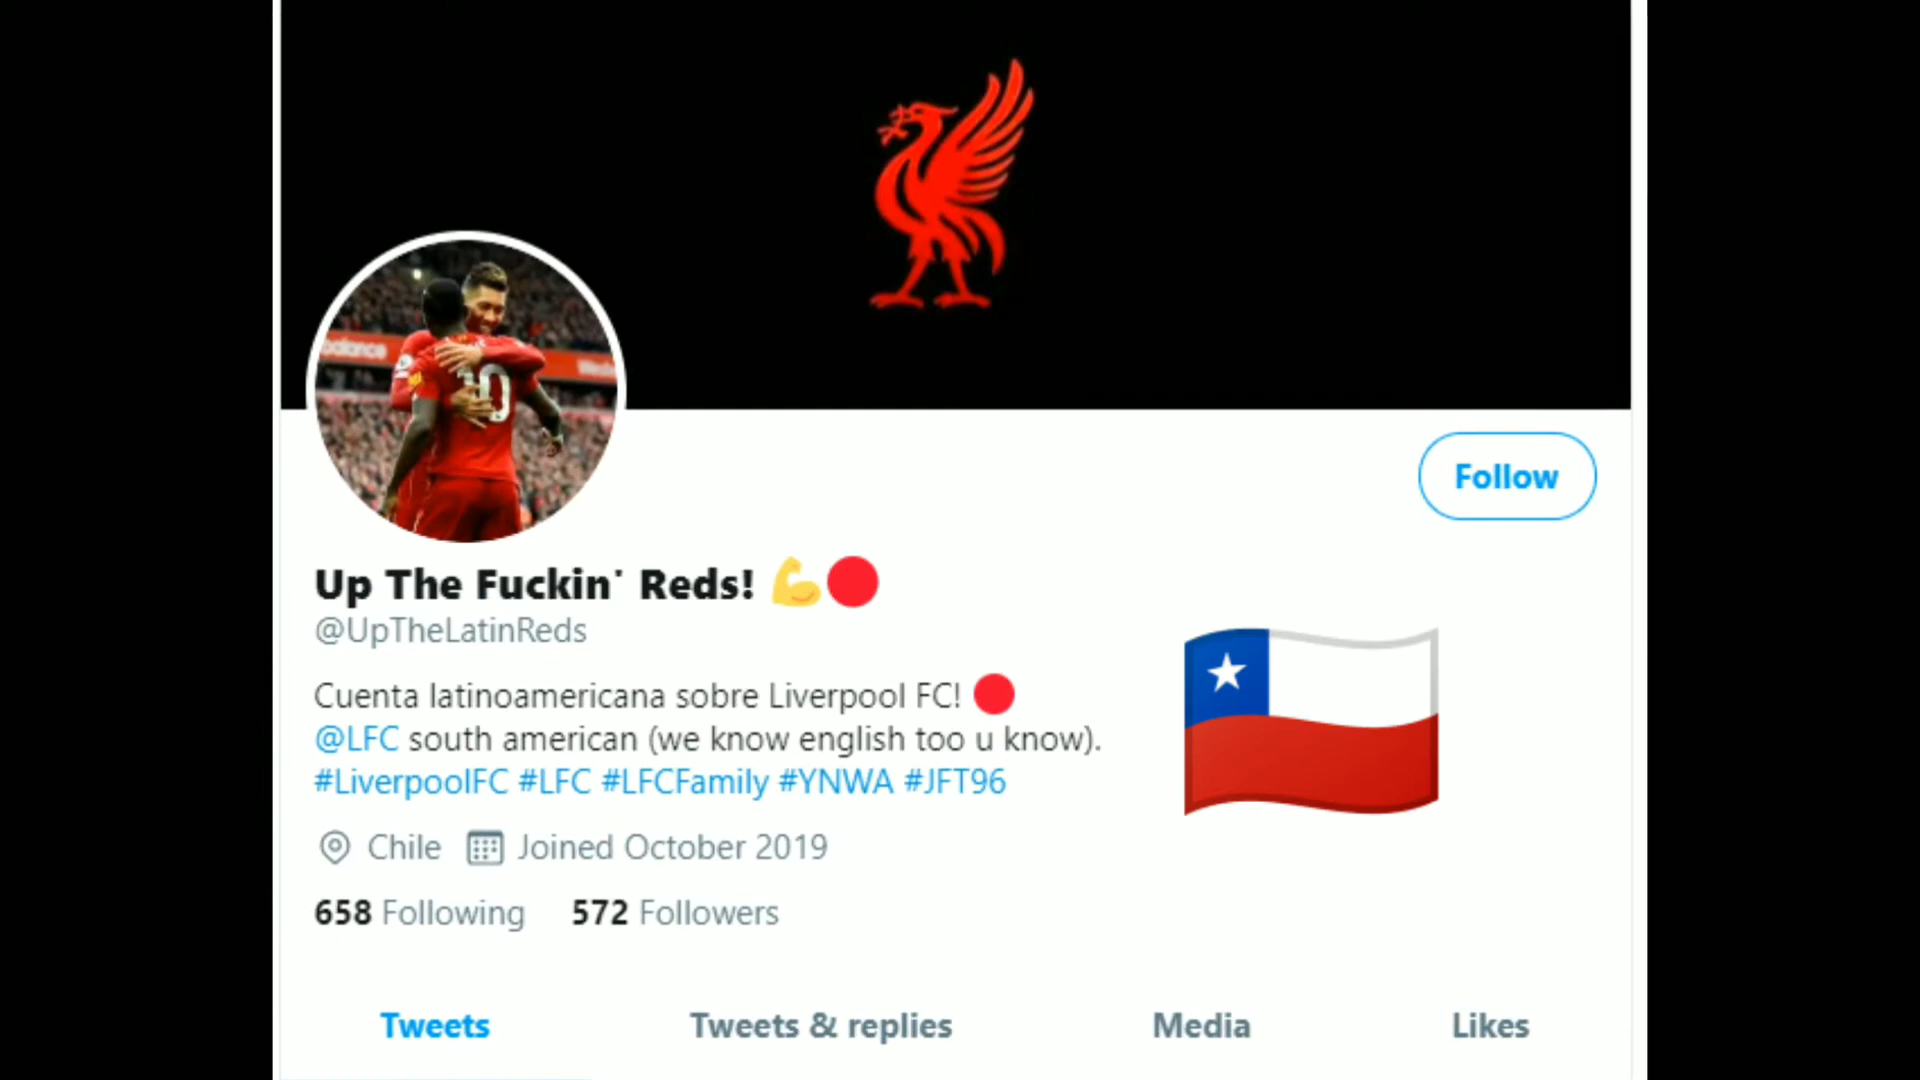 10
Follow
Up The Fuckin' Reds! 💪🔴
@UpTheLatinReds
Cuenta latinoamericana sobre Liverpool FC! 🔴
@LFC south american (we know english too u know).
#LiverpoolFC #LFC #LFCFamily #YNWA #JFT96
Chile Joined October 2019
658 Following 572 Followers
Tweets Tweets & replies Media Likes